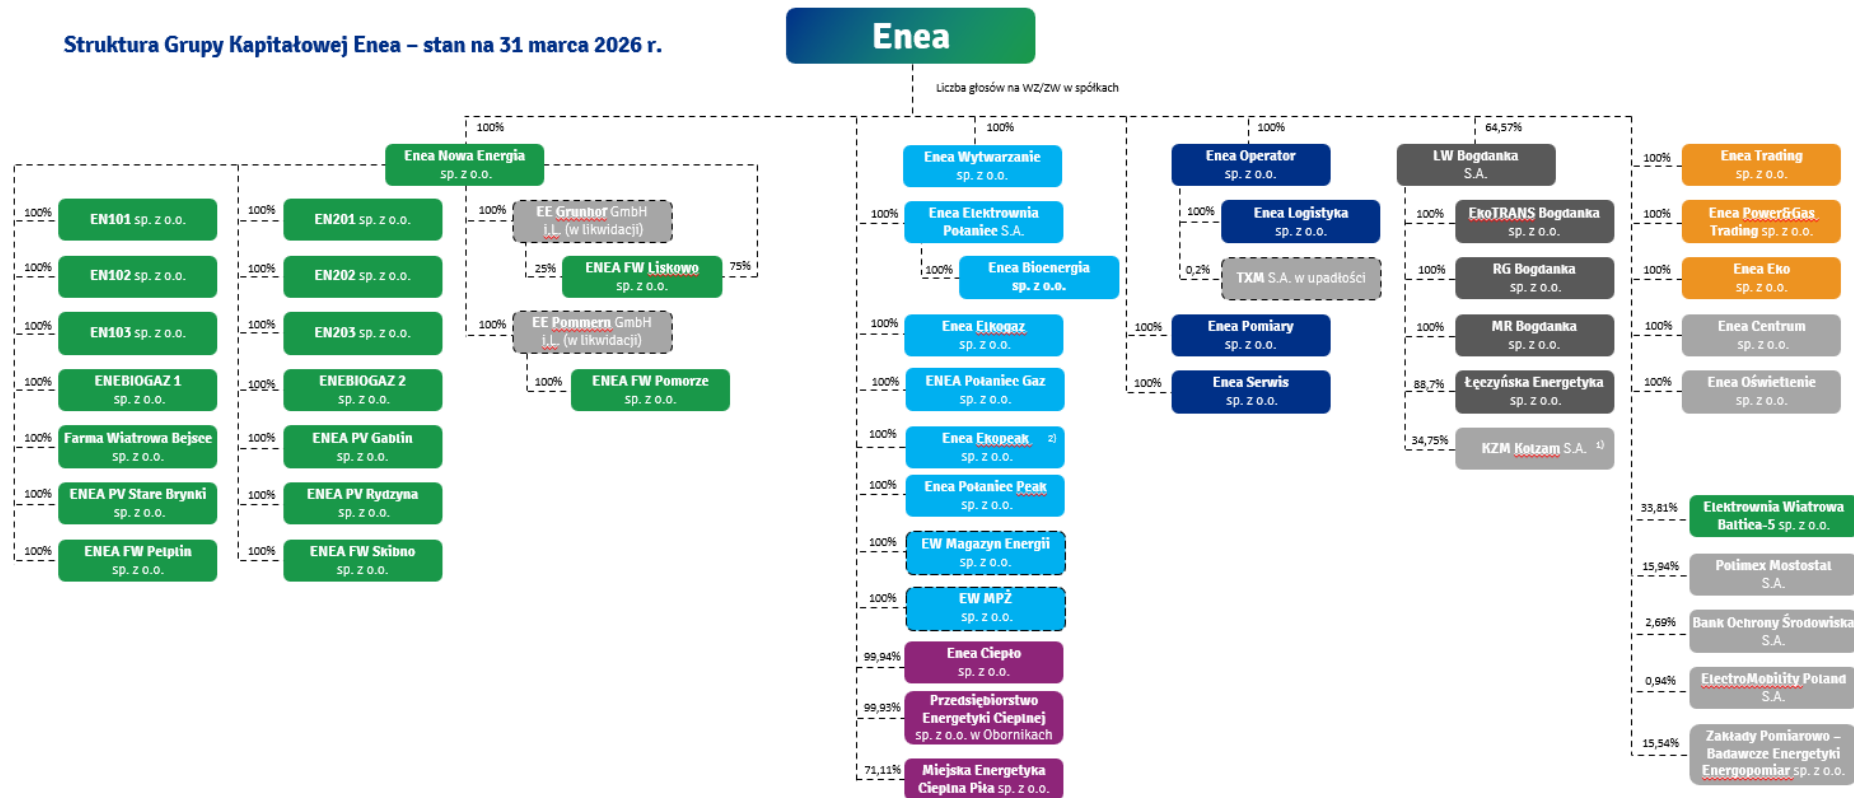 Struktura Grupy Kapitałowej Enea – stan na 31 marca 2026 r.
Enea
Liczba głosów na WZ/ZW w spółkach
100%
Enea Nowa Energia
sp. z o.o.
100%
EN101 sp. z o.o.
100%
EN102 sp. z o.o.
100%
EN103 sp. z o.o.
100%
ENEBIOGAZ 1
sp. z o.o.
100%
Farma Wiatrowa Bejsce
sp. z o.o.
100%
ENEA PV Stare Brynki
sp. z o.o.
100%
ENEA FW Pelplin
sp. z o.o.
100%
EN201 sp. z o.o.
100%
EN202 sp. z o.o.
100%
EN203 sp. z o.o.
100%
ENEBIOGAZ 2
sp. z o.o.
100%
ENEA PV Gablin
sp. z o.o.
100%
ENEA PV Rydzyna
sp. z o.o.
100%
ENEA FW Skibno
sp. z o.o.
100%
EE Grunhof GmbH
i.L. (w likwidacji)
25%
ENEA FW Liskowo
sp. z o.o.
75%
100%
EE Pommern GmbH
i.L. (w likwidacji)
100%
ENEA FW Pomorze
sp. z o.o.
100%
Enea Wytwarzanie
sp. z o.o.
100%
Enea Elektrownia
Połaniec S.A.
100%
Enea Bioenergia
sp. z o.o.
100%
Enea Elkogaz
sp. z o.o.
100%
ENEA Połaniec Gaz
sp. z o.o.
100%
Enea Ekopeak 2)
sp. z o.o.
100%
Enea Połaniec Peak
sp. z o.o.
100%
EW Magazyn Energii
sp. z o.o.
100%
EW MPŻ
sp. z o.o.
99,94%
Enea Ciepło
sp. z o.o.
99,93%
Przedsiębiorstwo
Energetyki Cieplnej
sp. z o.o. w Obornikach
71,11%
Miejska Energetyka
Cieplna Piła sp. z o.o.
100%
Enea Operator
sp. z o.o.
100%
Enea Logistyka
sp. z o.o.
0,2%
TXM S.A. w upadłości
100%
Enea Pomiary
sp. z o.o.
100%
Enea Serwis
sp. z o.o.
64,57%
LW Bogdanka
S.A.
100%
EkoTRANS Bogdanka
sp. z o.o.
100%
RG Bogdanka
sp. z o.o.
100%
MR Bogdanka
sp. z o.o.
88,7%
Łęczyńska Energetyka
sp. z o.o.
34,75%
KZM Kolzam S.A. 1)
100%
Enea Trading
sp. z o.o.
100%
Enea Power&Gas
Trading sp. z o.o.
100%
Enea Eko
sp. z o.o.
100%
Enea Centrum
sp. z o.o.
100%
Enea Oświetlenie
sp. z o.o.
33,81%
Elektrownia Wiatrowa
Baltica-5 sp. z o.o.
15,94%
Polimex Mostostal
S.A.
2,69%
Bank Ochrony Środowiska
S.A.
0,94%
ElectroMobility Poland
S.A.
15,54%
Zakłady Pomiarowo –
Badawcze Energetyki
Energopomiar sp. z o.o.